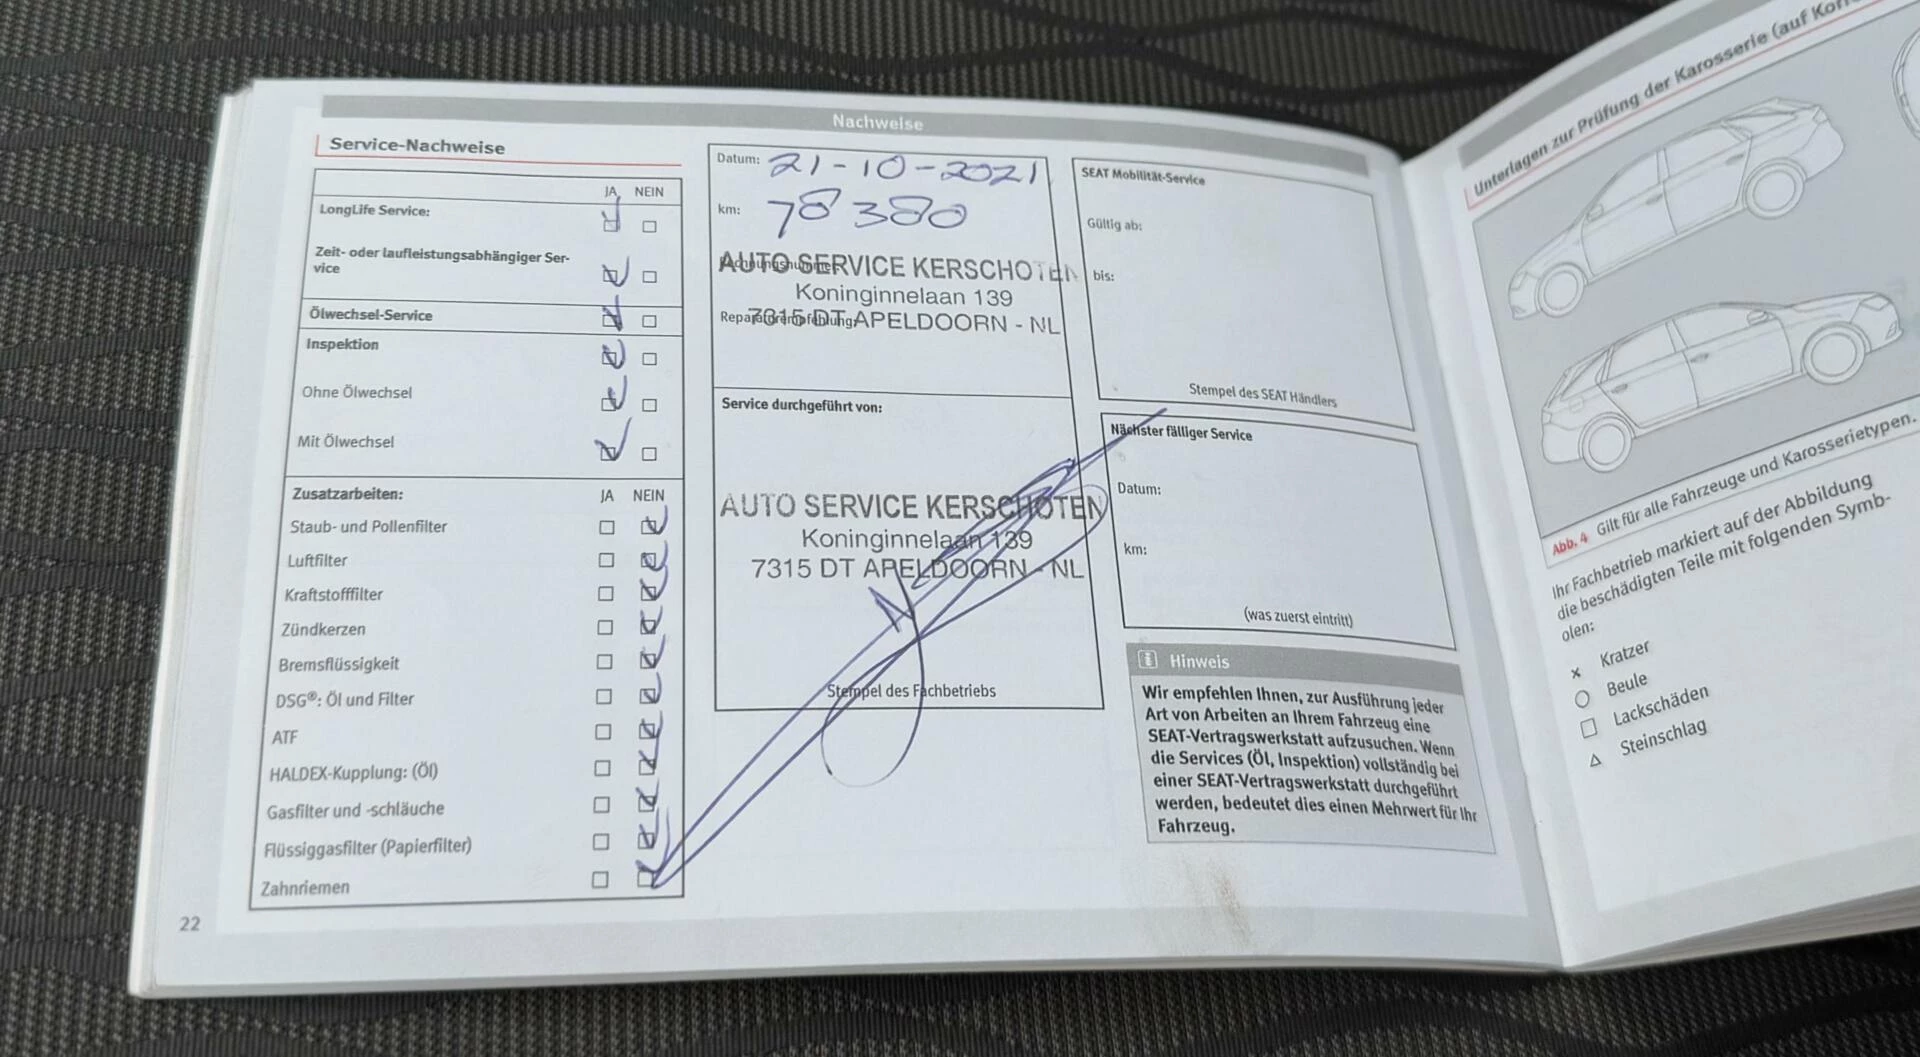 Nachweise
Service-Nachweise
JA NEIN
LongLife Service:
Zeit- oder laufleistungsabhängiger Ser-
vice
Ölwechsel-Service
Inspektion
Ohne Ölwechsel
Mit Ölwechsel
Zusatzarbeiten: JA NEIN
Staub- und Pollenfilter
Luftfilter
Kraftstofffilter
Zündkerzen
Bremsflüssigkeit
DSG®: Öl und Filter
ATF
HALDEX-Kupplung: (Öl)
Gasfilter und -schläuche
Flüssiggasfilter (Papierfilter)
Zahnriemen
22
Datum: 21-10-2021
km: 78380
Rechnungsnummer:
AUTO SERVICE KERSCHOTEN
Koninginnelaan 139
Reparaturempfehlung:
7315 DT APELDOORN - NL
Service durchgeführt von:
AUTO SERVICE KERSCHOTEN
Koninginnelaan 139
7315 DT APELDOORN - NL
Stempel des Fachbetriebs
SEAT Mobilität-Service
Gültig ab:
bis:
Stempel des SEAT Händlers
Nächster fälliger Service
Datum:
km:
(was zuerst eintritt)
i Hinweis
Wir empfehlen Ihnen, zur Ausführung jeder
Art von Arbeiten an Ihrem Fahrzeug eine
SEAT-Vertragswerkstatt aufzusuchen. Wenn
die Services (Öl, Inspektion) vollständig bei
einer SEAT-Vertragswerkstatt durchgeführt
werden, bedeutet dies einen Mehrwert für Ihr
Fahrzeug.
Unterlagen zur Prüfung der Karosserie (auf
Abb. 4 Gilt für alle Fahrzeuge und Karosserietypen.
Ihr Fachbetrieb markiert auf der Abbildung
die beschädigten Teile mit folgenden Symb-
olen:
x Kratzer
○ Beule
□ Lackschäden
△ Steinschlag